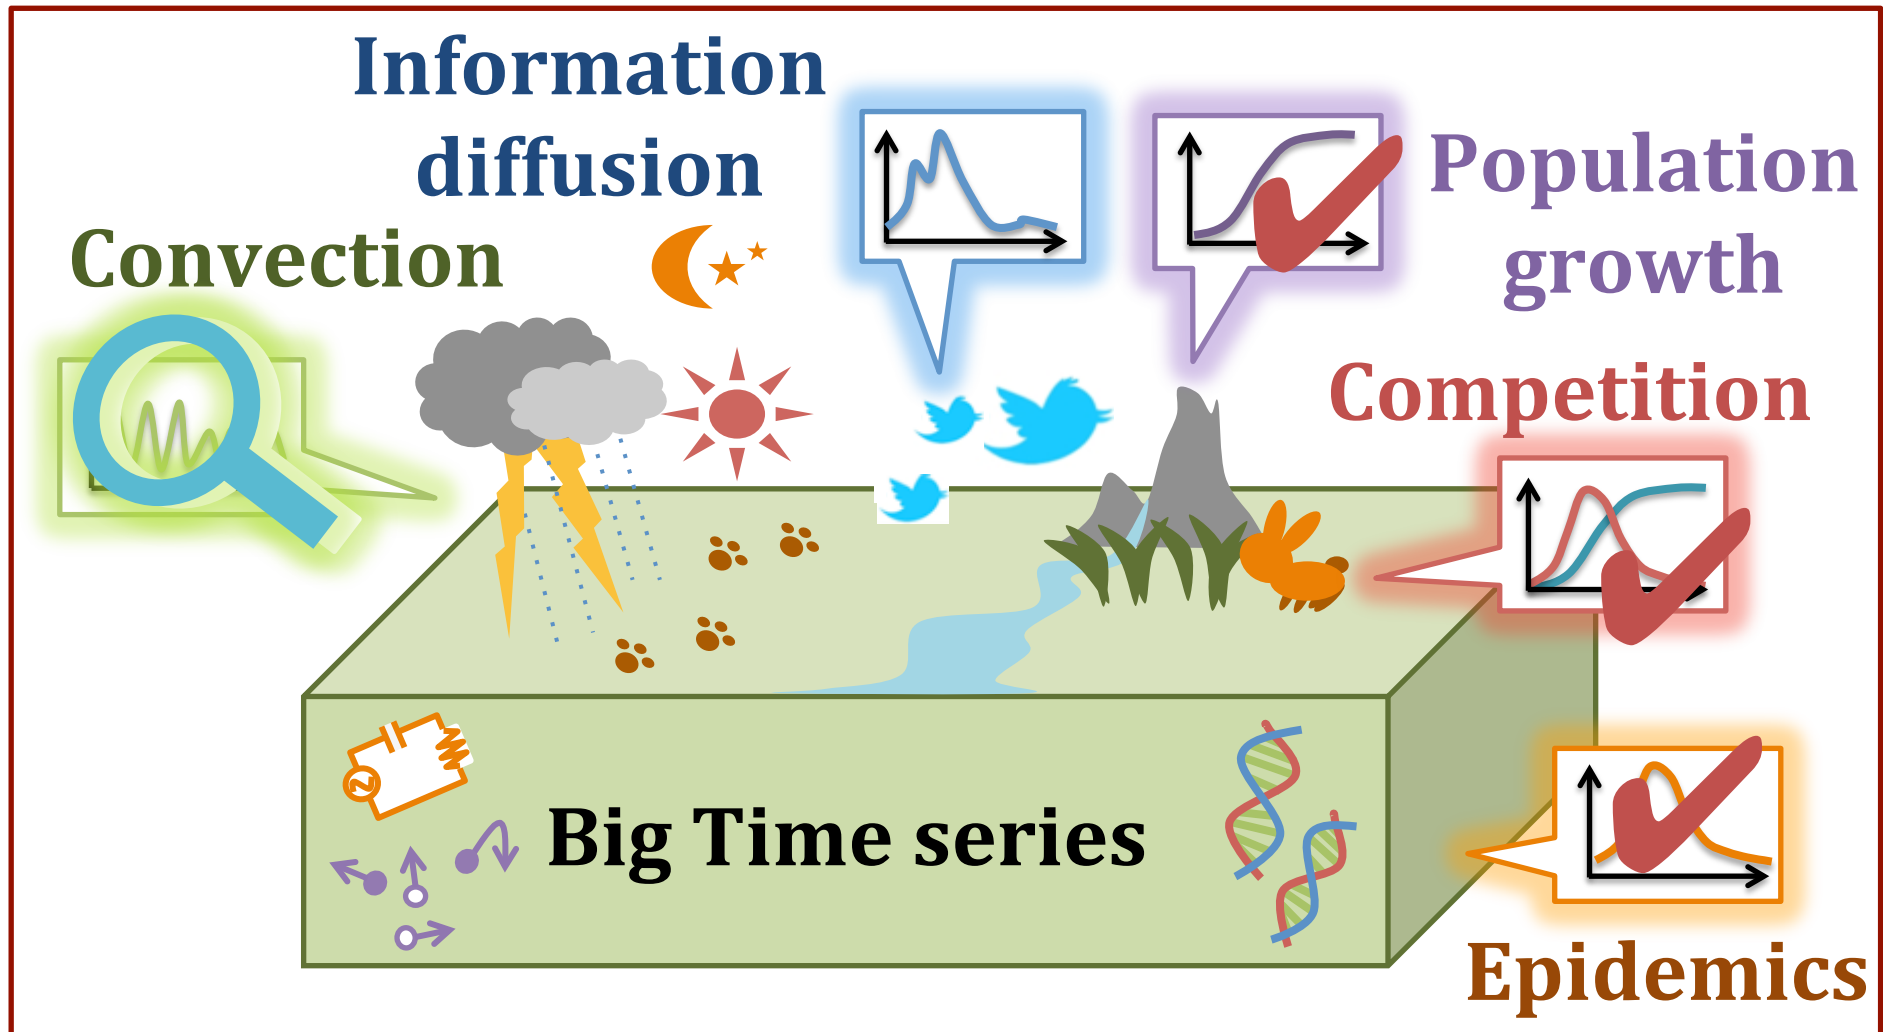 Information
diffusion
Convection
Population
growth
Competition
Big Time series
Epidemics